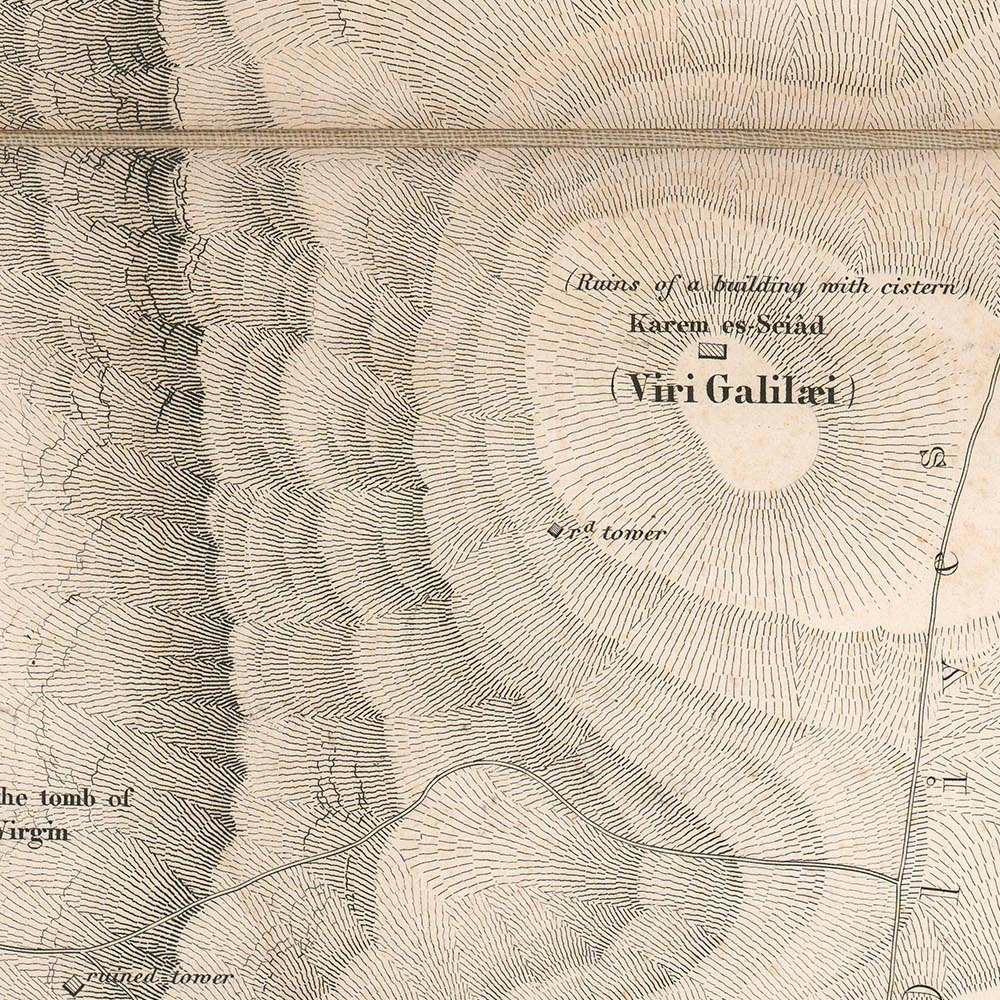 (Ruins of a building with cistern)
Karem es-Seiâd
(Viri Galilæi)
rd tower
the tomb of
Virgin
ruined tower